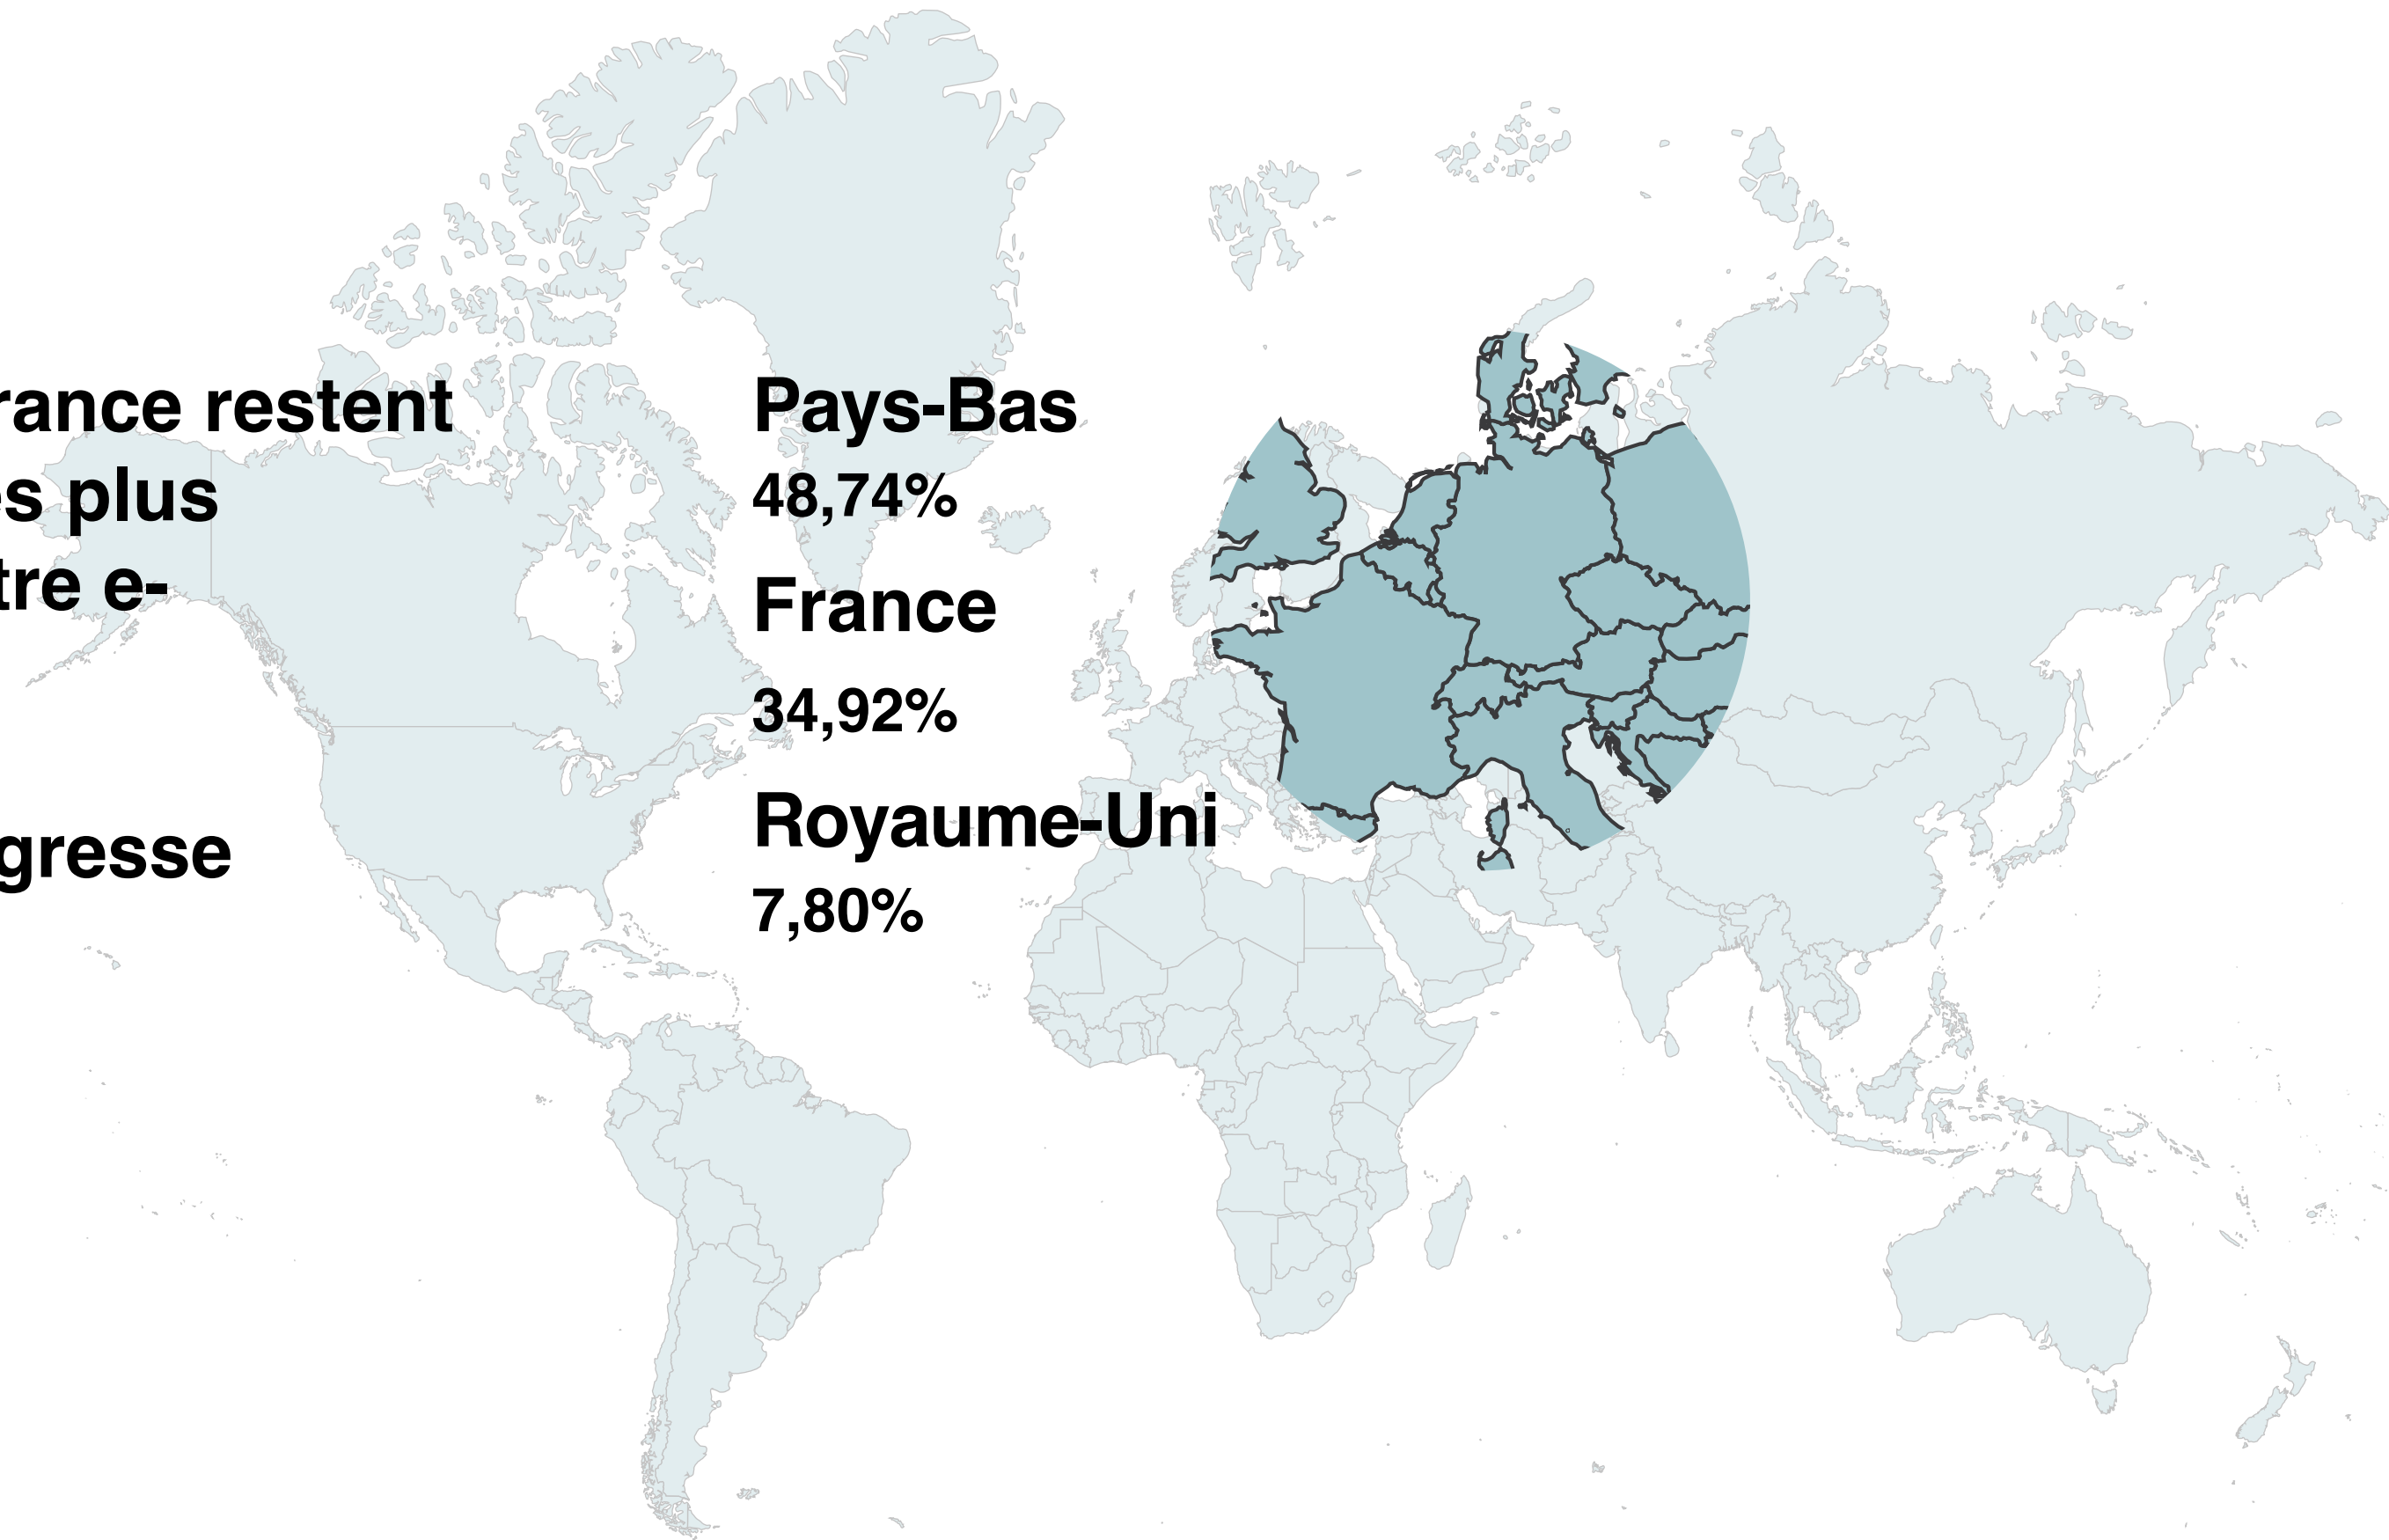 rance restent
s plus
tre e-
gresse
Pays-Bas
48,74%
France
34,92%
Royaume-Uni
7,80%